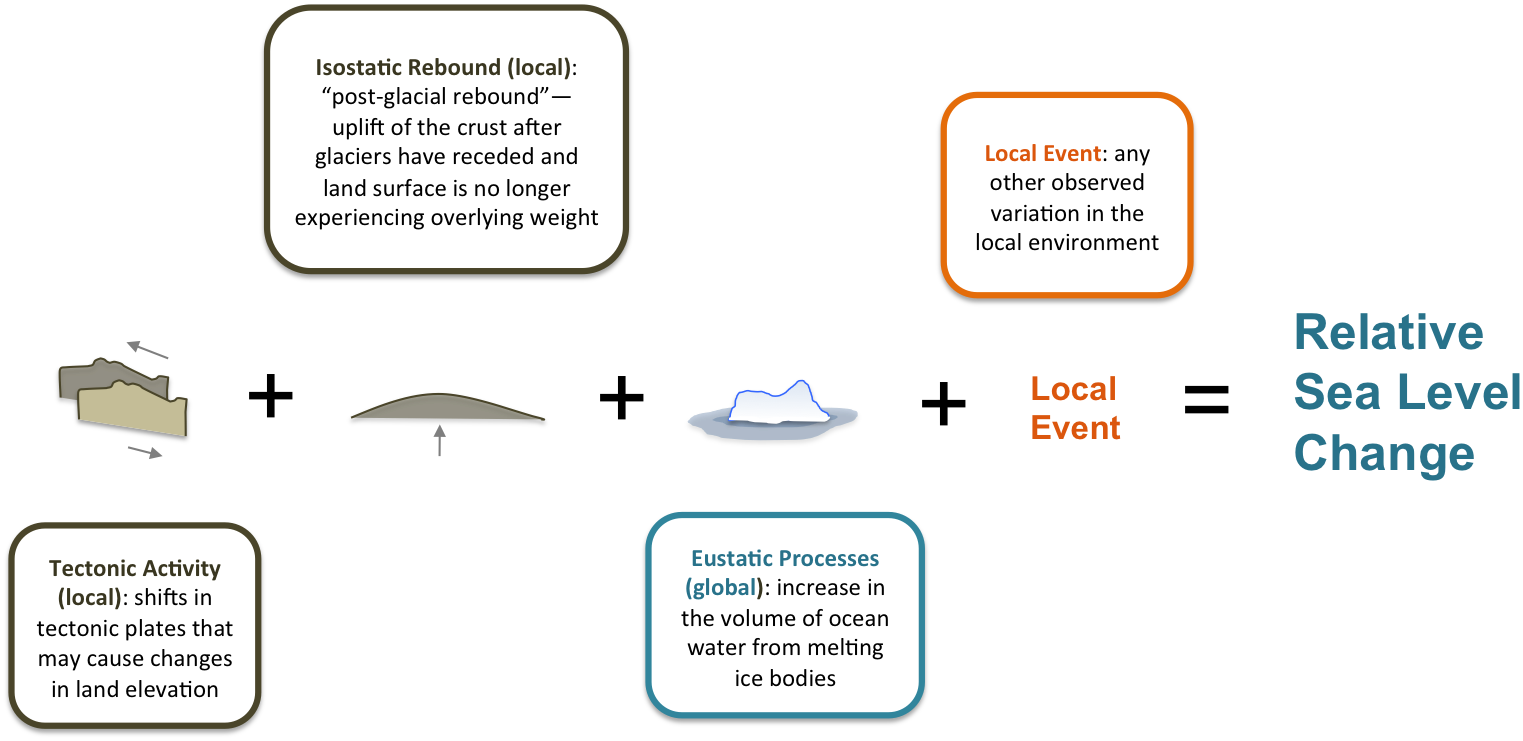 Isostatic Rebound (local):
“post-glacial rebound”—
uplift of the crust after
glaciers have receded and
land surface is no longer
experiencing overlying weight
Local Event: any
other observed
variation in the
local environment
+
+
+
Local
Event
=
Relative
Sea Level
Change
Tectonic Activity
(local): shifts in
tectonic plates that
may cause changes
in land elevation
Eustatic Processes
(global): increase in
the volume of ocean
water from melting
ice bodies